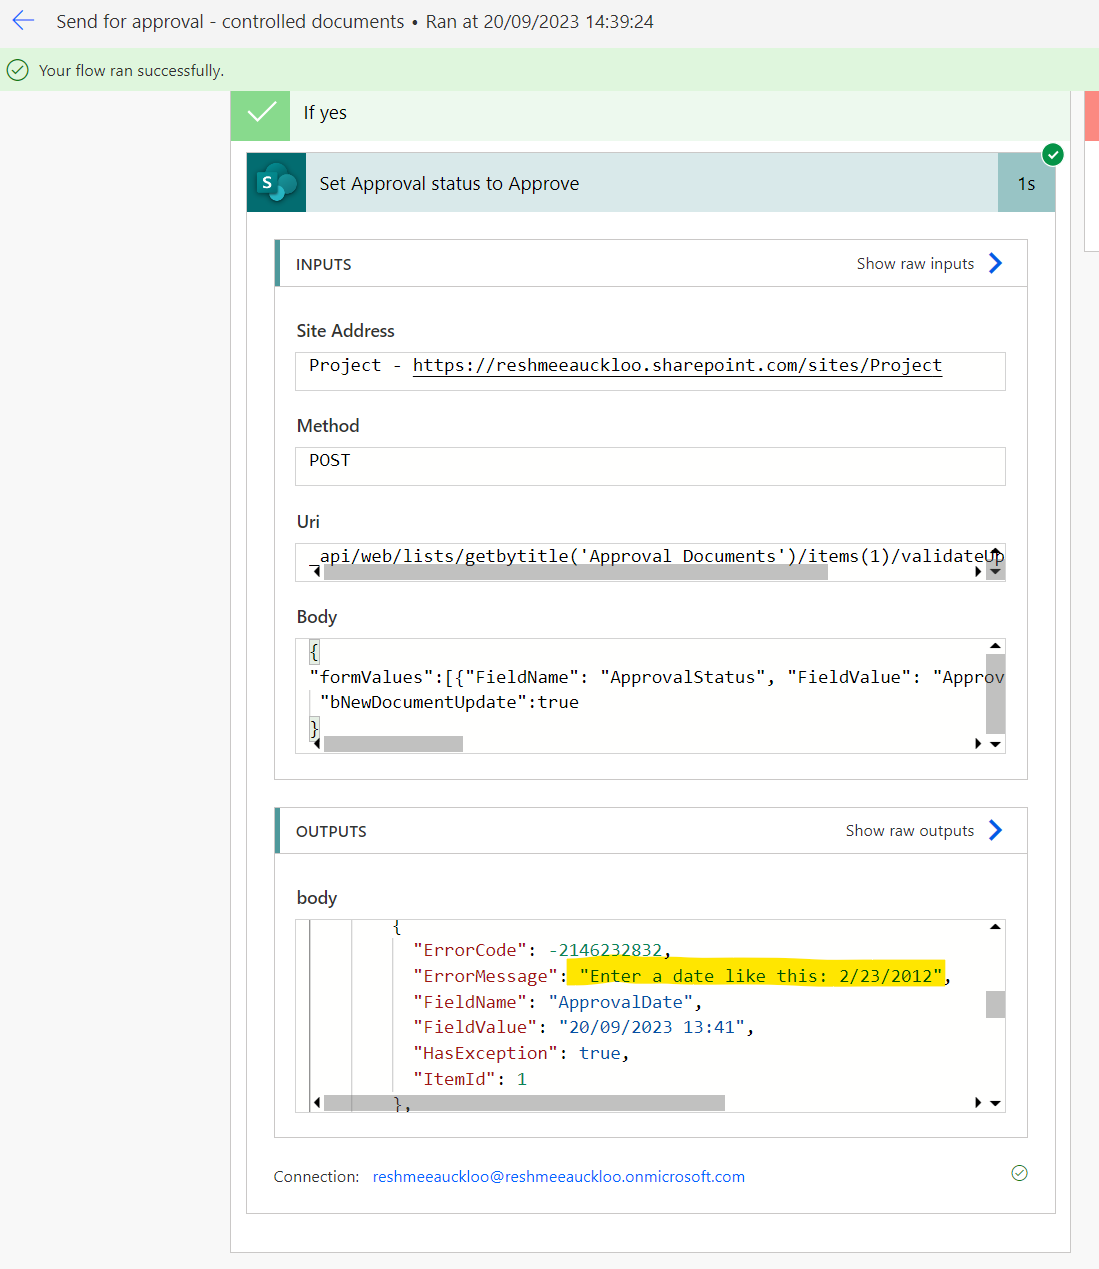 Send for approval - controlled documents • Ran at 20/09/2023 14:39:24
Your flow ran successfully.
If yes
S
Set Approval status to Approve
1s
INPUTS
Show raw inputs
Site Address
Project - https://reshmeeauckloo.sharepoint.com/sites/Project
Method
POST
Uri
_api/web/lists/getbytitle('Approval Documents')/items(1)/validateUp
Body
{
"formValues":[{"FieldName": "ApprovalStatus", "FieldValue": "Approv
"bNewDocumentUpdate":true
}
OUTPUTS
Show raw outputs
body
{
"ErrorCode": -2146232832,
"ErrorMessage": "Enter a date like this: 2/23/2012",
"FieldName": "ApprovalDate",
"FieldValue": "20/09/2023 13:41",
"HasException": true,
"ItemId": 1
},
Connection: reshmeeauckloo@reshmeeauckloo.onmicrosoft.com